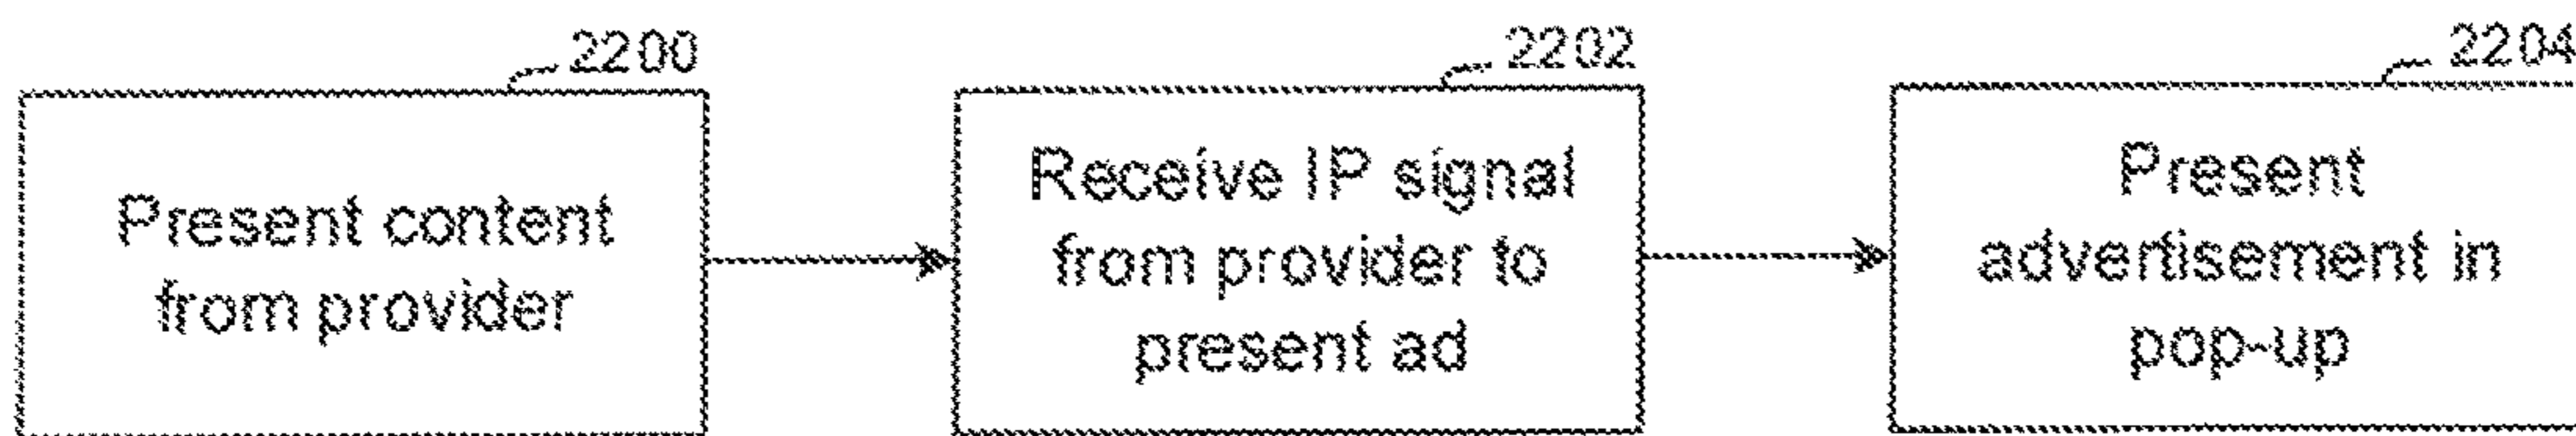 2200
Present content
from provider
2202
Receive IP signal
from provider to
present ad
2204
Present
advertisement in
pop-up